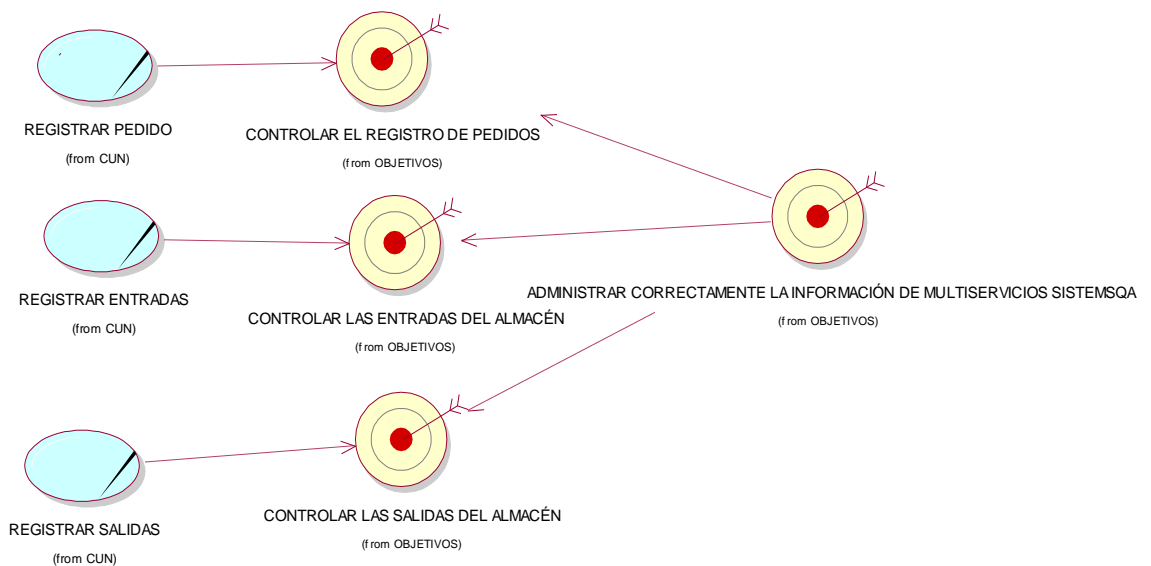 REGISTRAR PEDIDO
(from CUN)
CONTROLAR EL REGISTRO DE PEDIDOS
(from OBJETIVOS)
REGISTRAR ENTRADAS
(from CUN)
CONTROLAR LAS ENTRADAS DEL ALMACÉN
(from OBJETIVOS)
ADMINISTRAR CORRECTAMENTE LA INFORMACIÓN DE MULTISERVICIOS SISTEMSQA
(from OBJETIVOS)
REGISTRAR SALIDAS
(from CUN)
CONTROLAR LAS SALIDAS DEL ALMACÉN
(from OBJETIVOS)